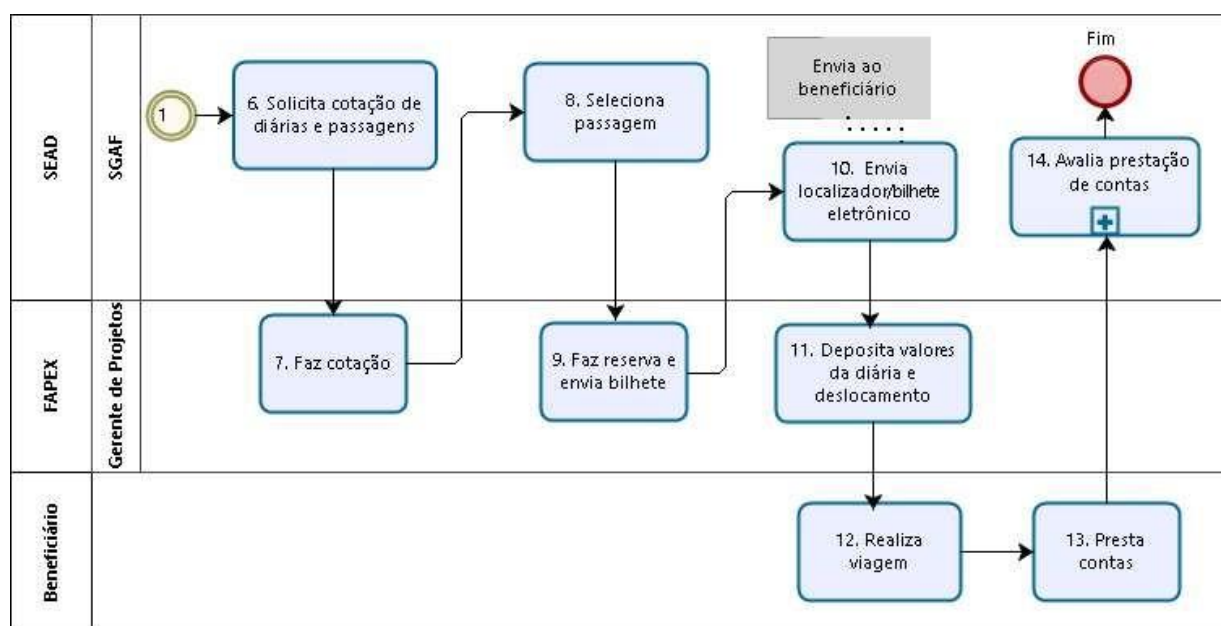 SEAD
SGAF
1
6. Solicita cotação de
diárias e passagens
8. Seleciona
passagem
Envia ao
beneficiário
10. Envia
localizador/bilhete
eletrônico
Fim
14. Avalia prestação
de contas
FAPEX
Gerente de Projetos
7. Faz cotação
9. Faz reserva e
envia bilhete
11. Deposita valores
da diária e
deslocamento
Beneficiário
12. Realiza
viagem
13. Presta
contas